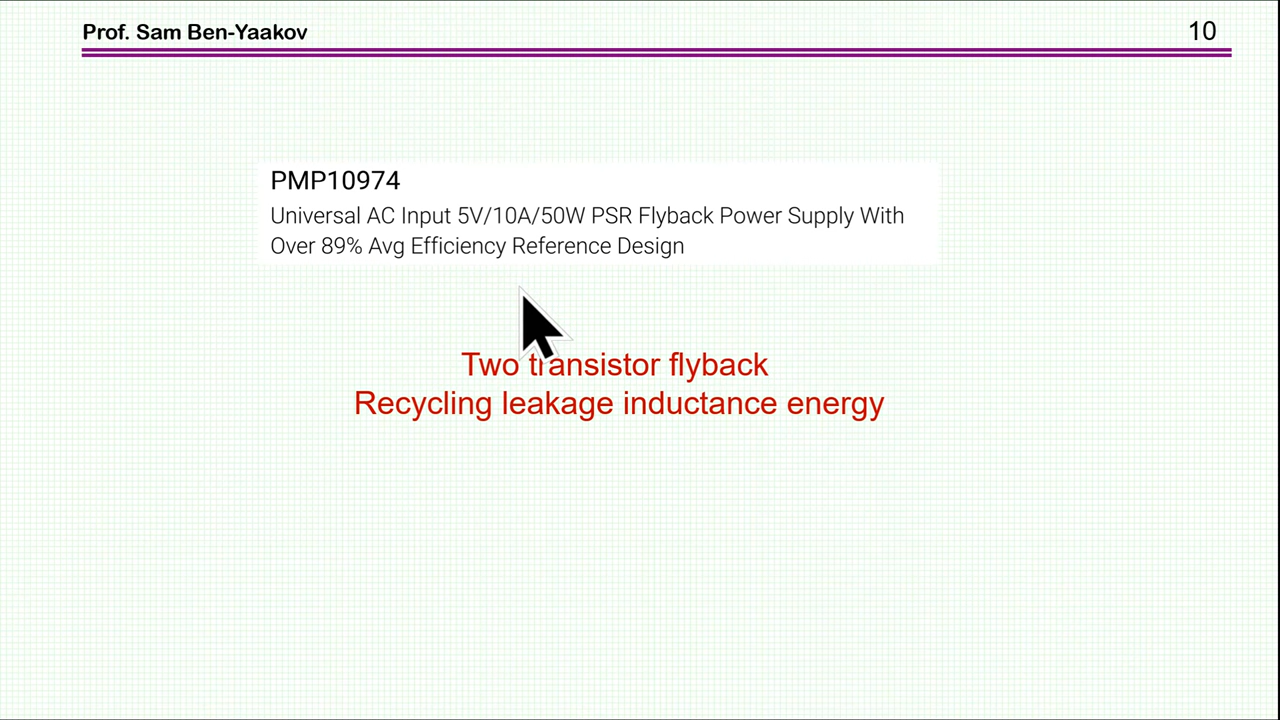 Prof. Sam Ben-Yaakov
10
PMP10974
Universal AC Input 5V/10A/50W PSR Flyback Power Supply With
Over 89% Avg Efficiency Reference Design
Two transistor flyback
Recycling leakage inductance energy